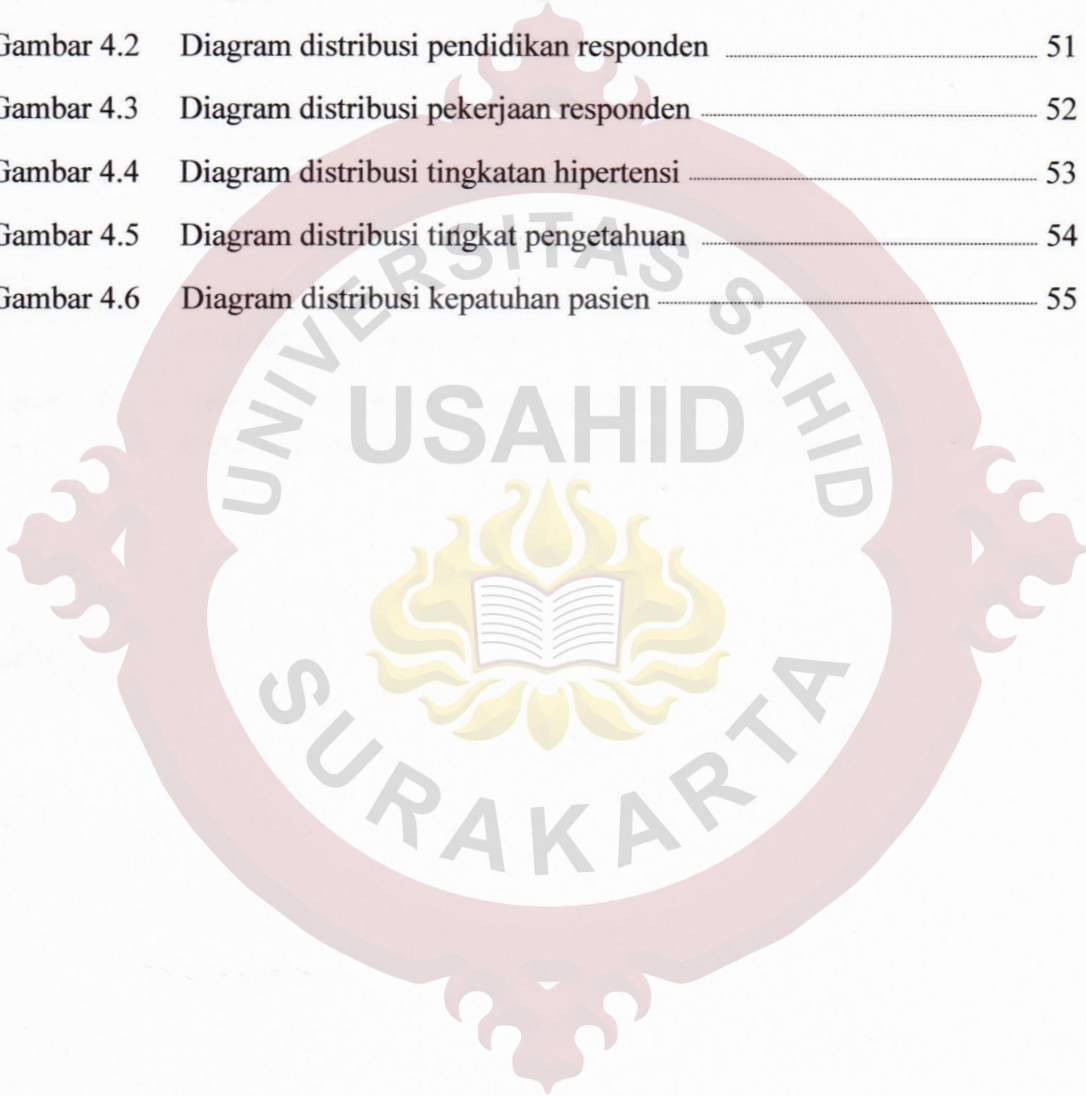 Gambar 4.2 Diagram distribusi pendidikan responden 51
Gambar 4.3 Diagram distribusi pekerjaan responden 52
Gambar 4.4 Diagram distribusi tingkatan hipertensi 53
Gambar 4.5 Diagram distribusi tingkat pengetahuan 54
Gambar 4.6 Diagram distribusi kepatuhan pasien 55
UNIVERSITAS SAHID
USAHID
SURAKARTA